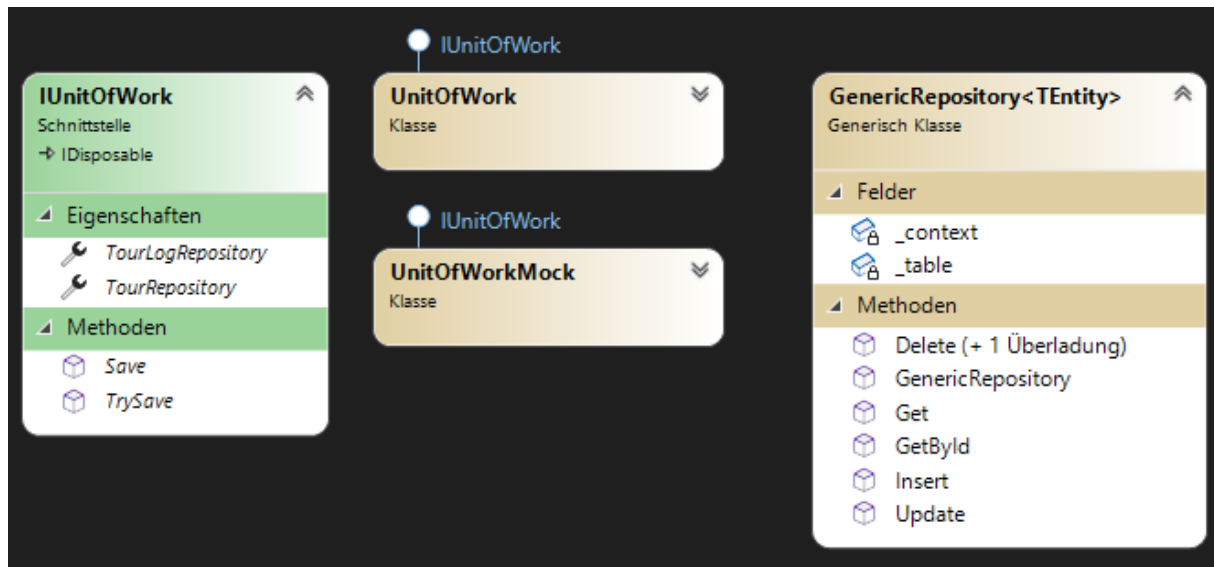 IUnitOfWork
Schnittstelle
IDisposable
Eigenschaften
TourLogRepository
TourRepository
Methoden
Save
TrySave
IUnitOfWork
UnitOfWork
Klasse
IUnitOfWork
UnitOfWorkMock
Klasse
GenericRepository<TEntity>
Generisch Klasse
Felder
_context
_table
Methoden
Delete (+ 1 Überladung)
GenericRepository
Get
GetById
Insert
Update